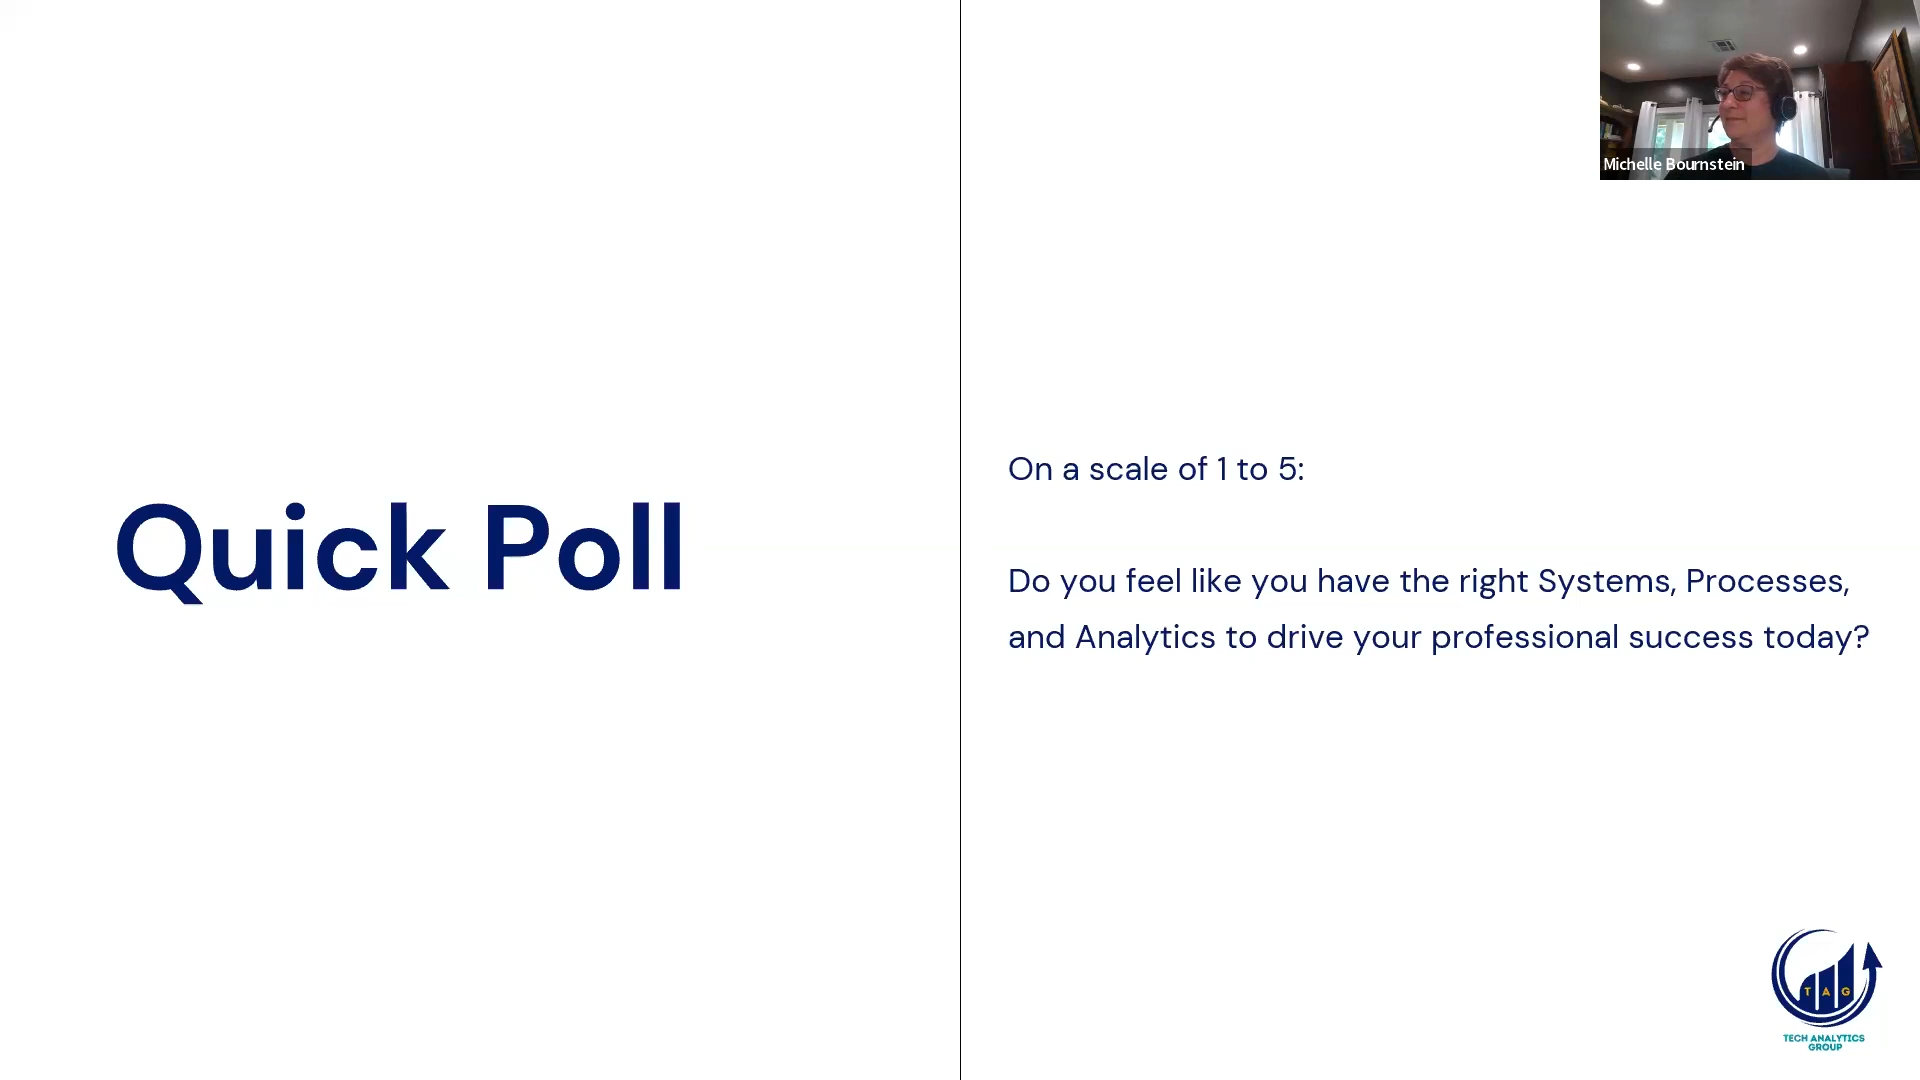 Michelle Bournstein
Quick Poll
On a scale of 1 to 5:
Do you feel like you have the right Systems, Processes,
and Analytics to drive your professional success today?
TAG
TECH ANALYTICS
GROUP